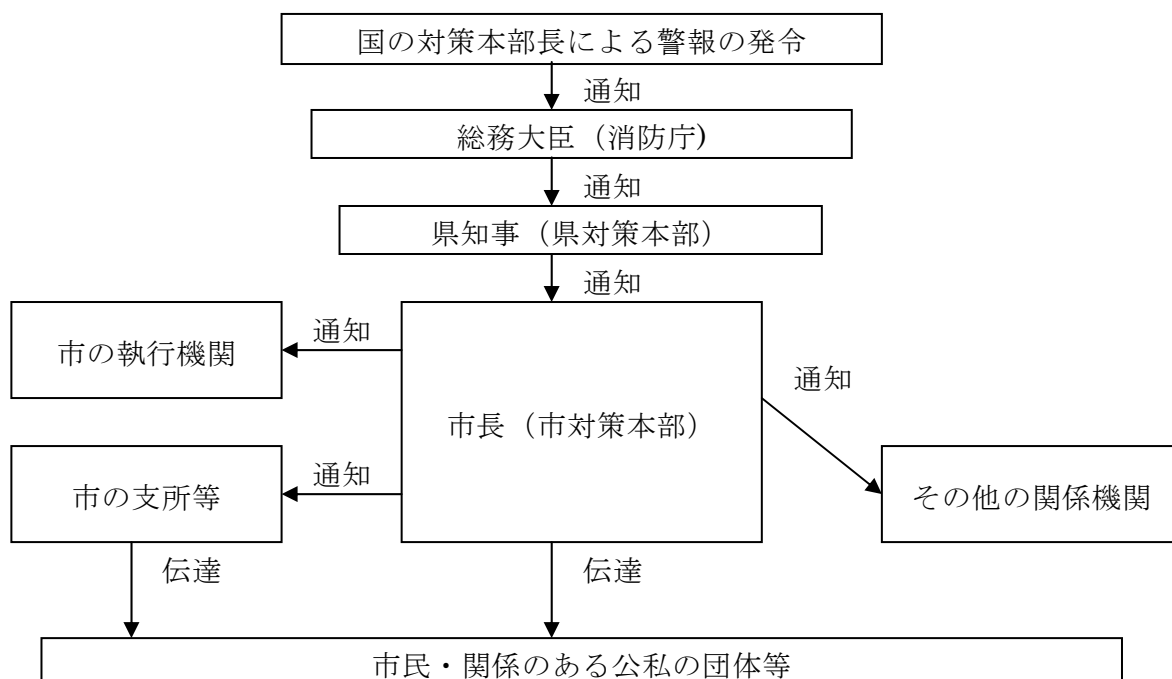 国の対策本部長による警報の発令
通知
総務大臣（消防庁)
通知
県知事（県対策本部）
通知
市の執行機関
通知
市長（市対策本部）
通知
市の支所等
通知
その他の関係機関
伝達
伝達
市民・関係のある公私の団体等